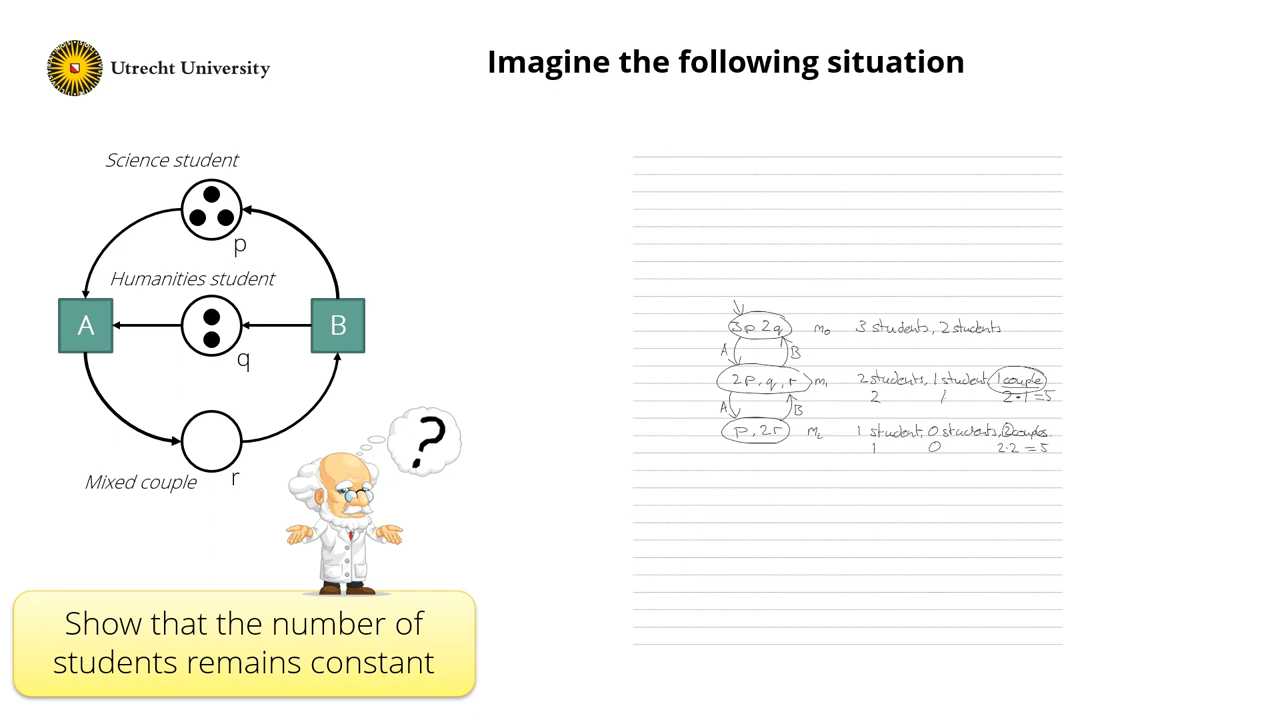 Utrecht University
Imagine the following situation
Science student
p
Humanities student
A
B
q
Mixed couple
r
?
Show that the number of
students remains constant
3p 2q m₀ 3 students, 2 students
A B
2p, q, r m₁ 2 students, 1 student, 1 couple
2 1 2·1 = 5
A B
p, 2r m₂ 1 student, 0 students, 2 couples.
1 0 2·2 = 5